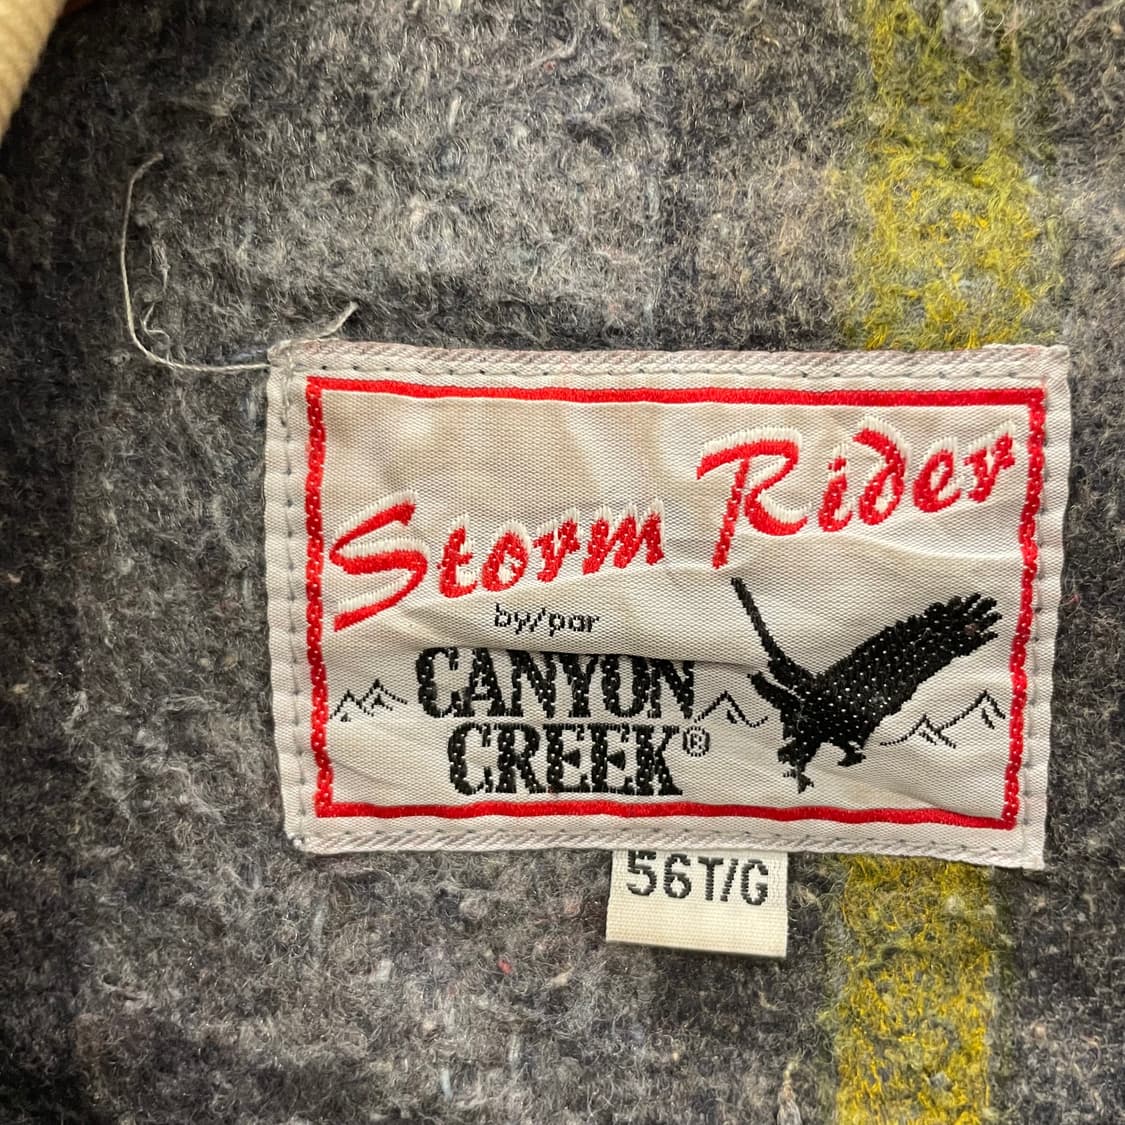 Storm Rider
by/par
CANYON
CREEK®
56T/G